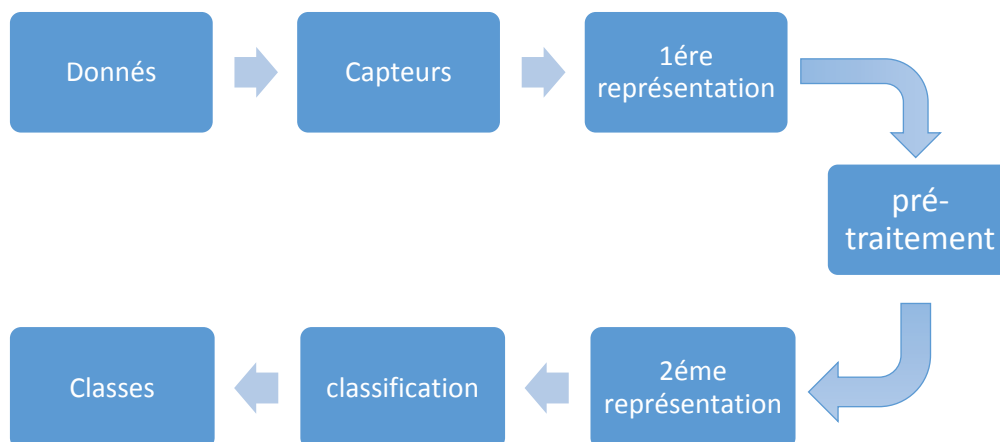 Donnés
Capteurs
1ére
représentation
pré-
traitement
2éme
représentation
classification
Classes